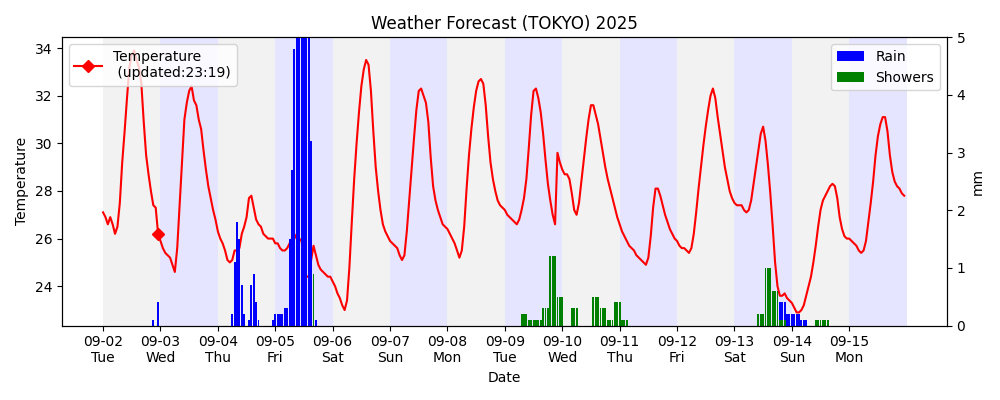 Weather Forecast (TOKYO) 2025
Temperature
(updated:23:19)
Rain
Showers
Temperature
34
32
30
28
26
24
5
4
3
2
1
0
mm
09-02 09-03 09-04 09-05 09-06 09-07 09-08 09-09 09-10 09-11 09-12 09-13 09-14 09-15
Tue Wed Thu Fri Sat Sun Mon Tue Wed Thu Fri Sat Sun Mon
Date